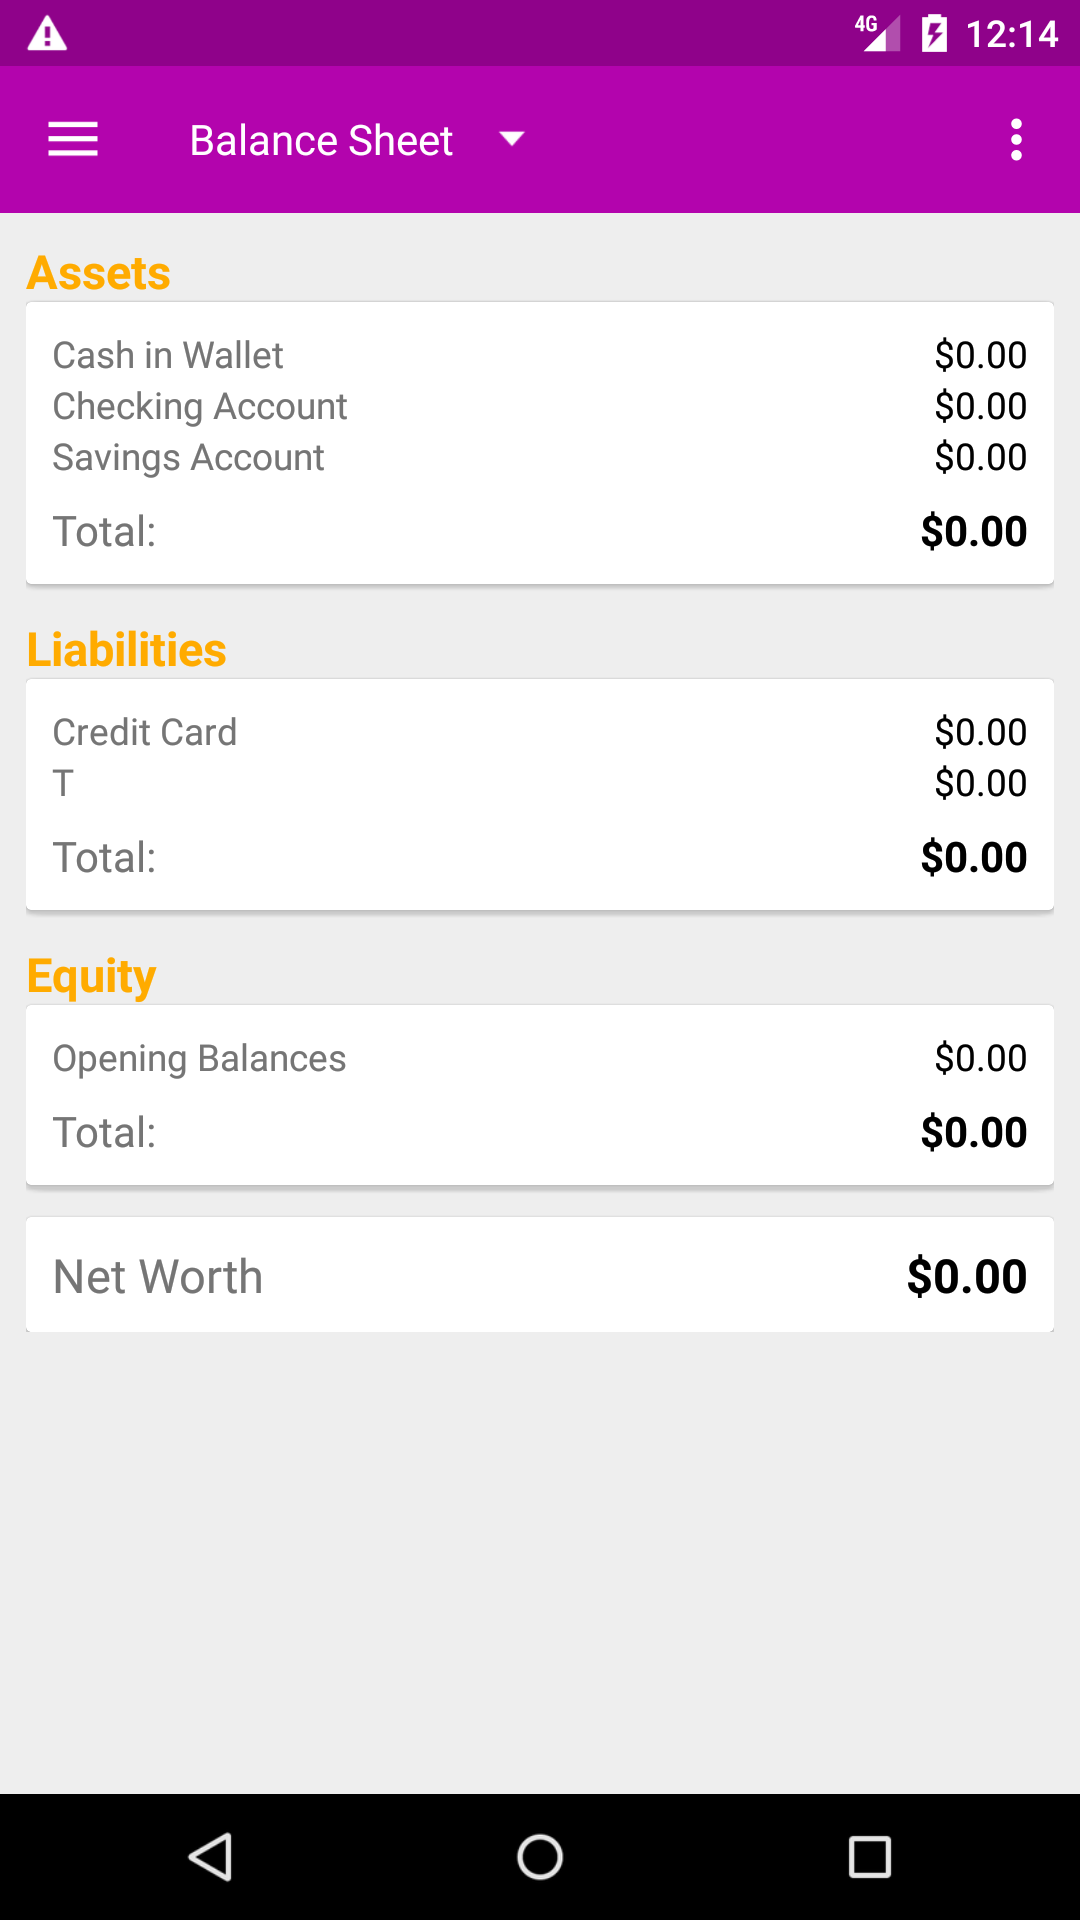 4G 12:14
Balance Sheet
Assets
Cash in Wallet $0.00
Checking Account $0.00
Savings Account $0.00
Total: $0.00
Liabilities
Credit Card $0.00
T $0.00
Total: $0.00
Equity
Opening Balances $0.00
Total: $0.00
Net Worth $0.00